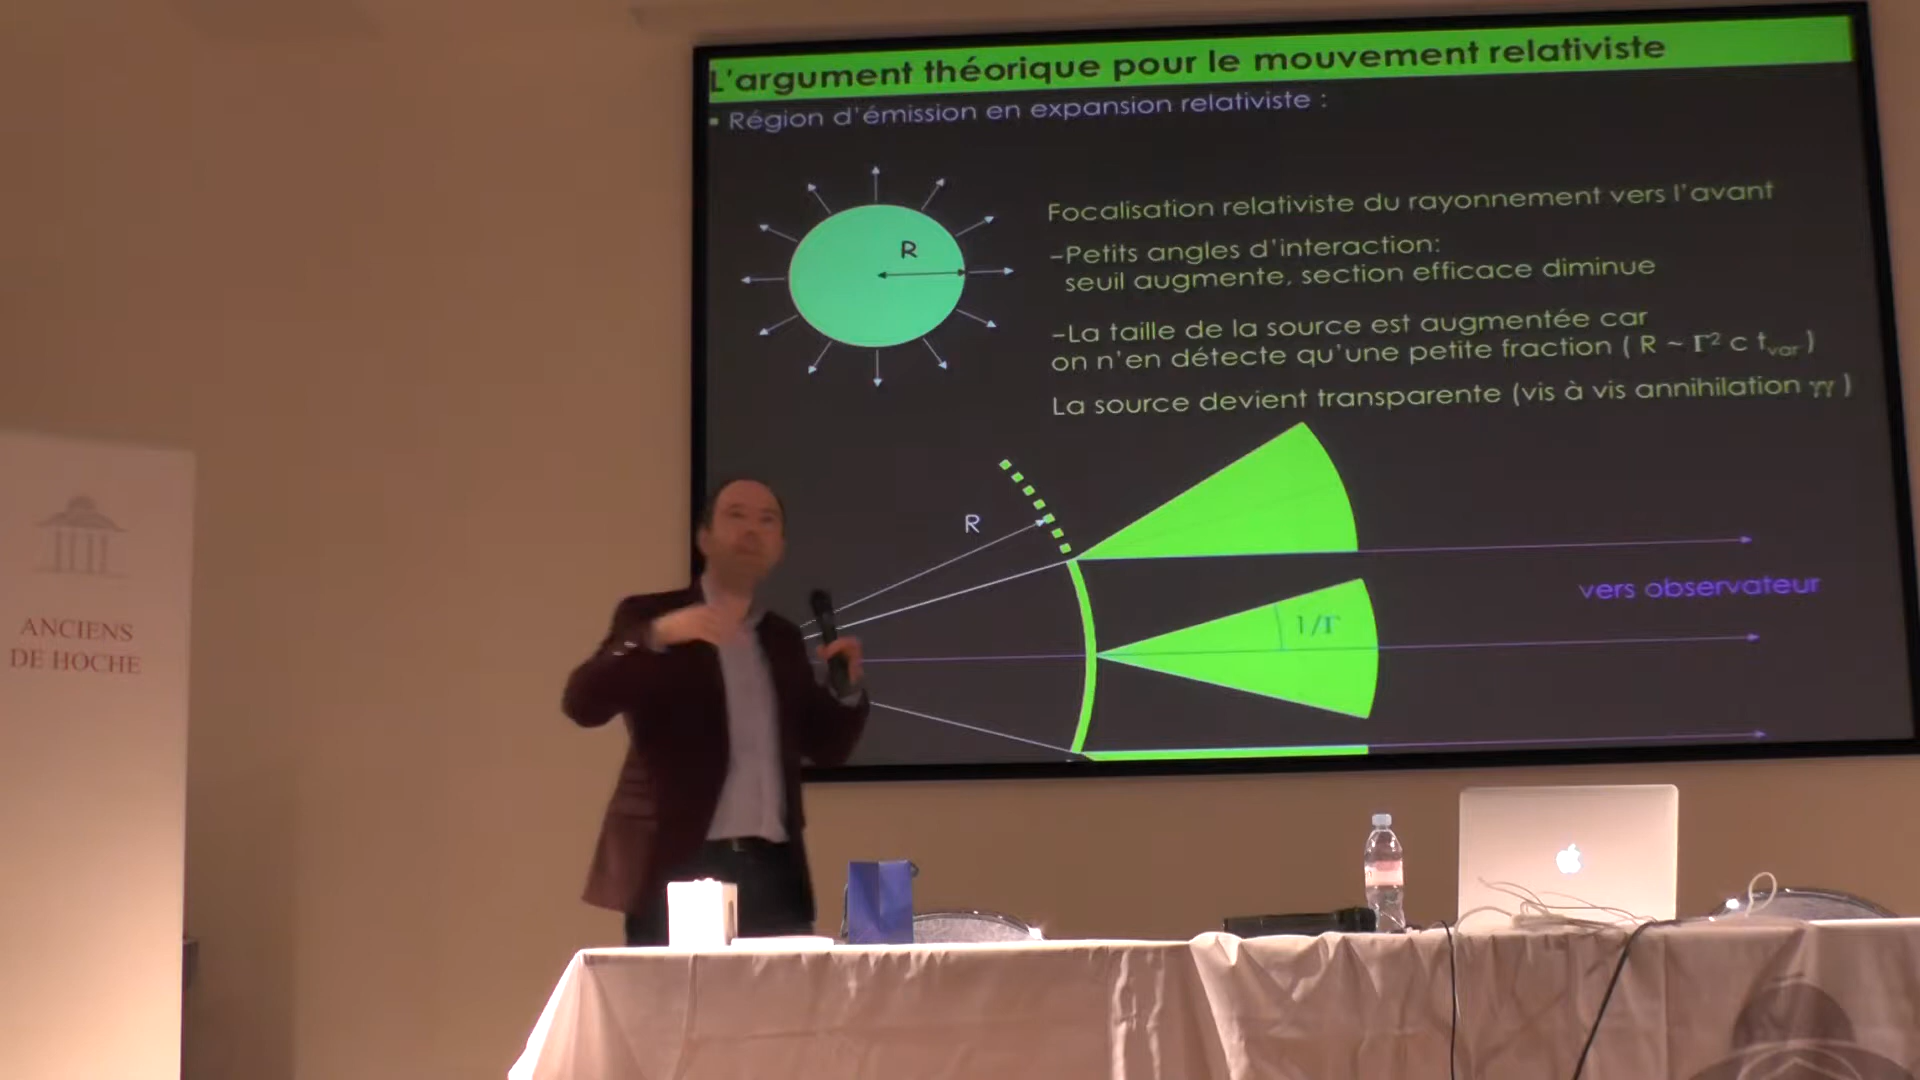 L'argument théorique pour le mouvement relativiste
▪ Région d'émission en expansion relativiste :
R
Focalisation relativiste du rayonnement vers l'avant
–Petits angles d'interaction:
seuil augmente, section efficace diminue
–La taille de la source est augmentée car
on n'en détecte qu'une petite fraction ( R ~ Γ² c t_var )
La source devient transparente (vis à vis annihilation γγ )
R
vers observateur
1/Γ
ANCIENS
DE HOCHE